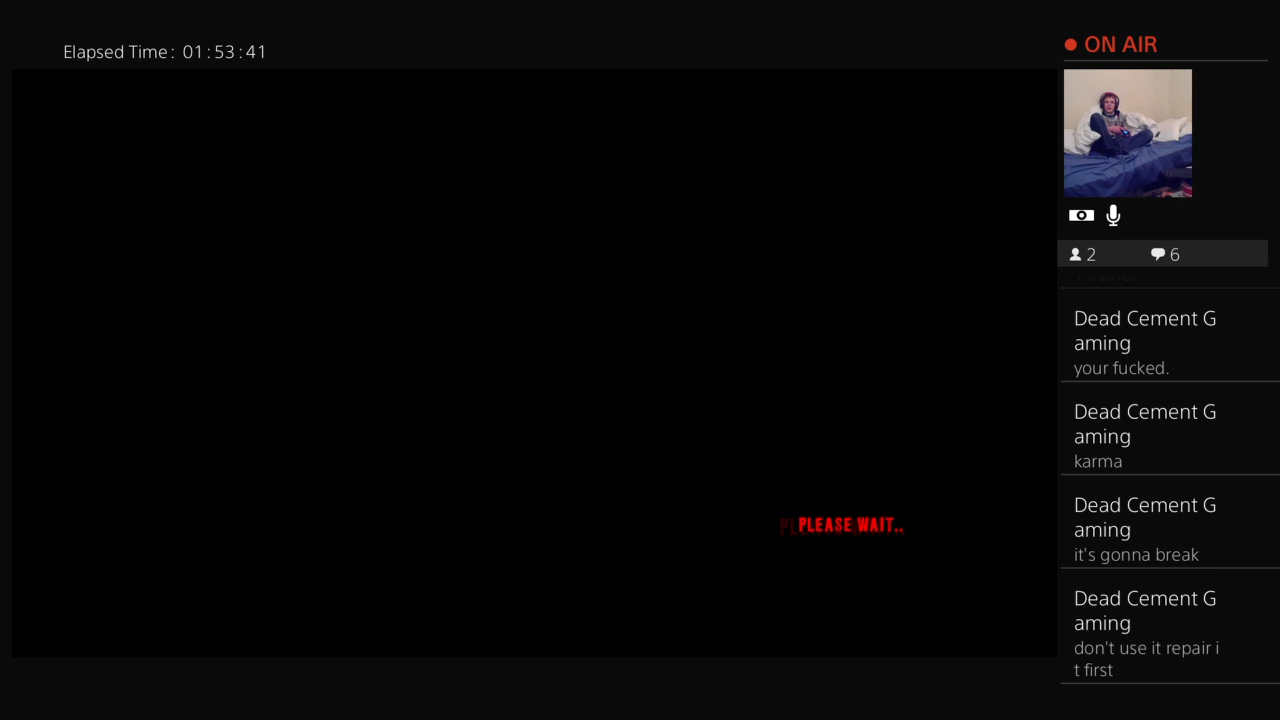 Elapsed Time: 01:53:41
ON AIR
2 6
Dead Cement G
aming
your fucked.
Dead Cement G
aming
karma
Dead Cement G
aming
it's gonna break
Dead Cement G
aming
don't use it repair i
t first
PLEASE WAIT..